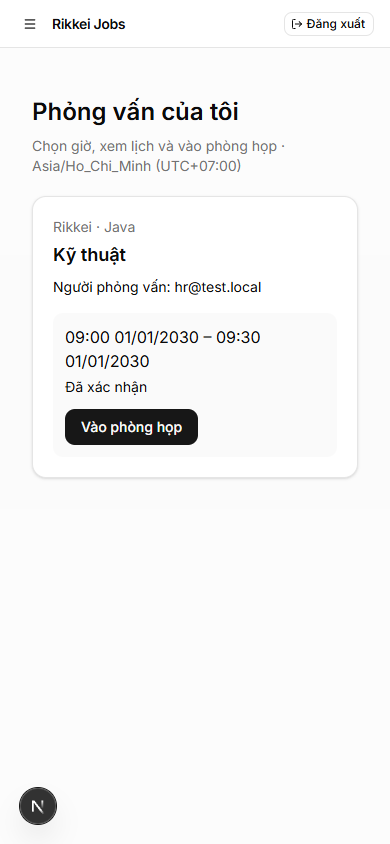 Rikkei Jobs
Đăng xuất
Phỏng vấn của tôi
Chọn giờ, xem lịch và vào phòng họp ·
Asia/Ho_Chi_Minh (UTC+07:00)
Rikkei · Java
Kỹ thuật
Người phỏng vấn: hr@test.local
09:00 01/01/2030 – 09:30
01/01/2030
Đã xác nhận
Vào phòng họp
N